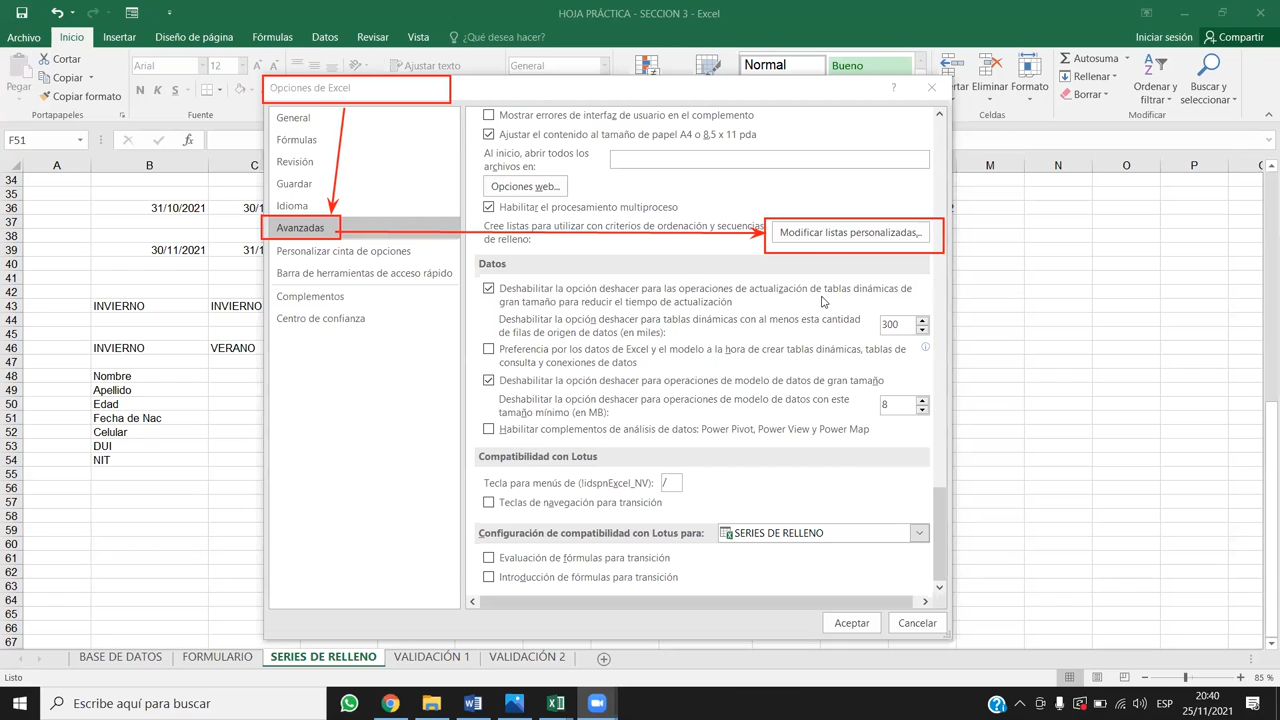 HOJA PRÁCTICA - SECCION 3 - Excel
Archivo Inicio Insertar Diseño de página Fórmulas Datos Revisar Vista ¿Qué desea hacer? Iniciar sesión Compartir
Pegar
Cortar
Copiar
Copiar formato
Arial 12
N K S
Fuente
Ajustar texto
General
Normal Bueno
Eliminar Formato
Celdas
Autosuma
Rellenar
Borrar
Ordenar y filtrar
Buscar y seleccionar
F51
fx
A B C M N O P
34
35
36 31/10/2021
37
38
39 30/11/2021
40
41
42
43 INVIERNO INVIERNO
44
45
46 INVIERNO VERANO
47
48 Nombre
49 Apellido
50 Edad
51 Fecha de Nac
52 Celular
53 DUI
54 NIT
55
56
57
58
59
60
61
62
63
64
65
66
67
Opciones de Excel
General
Fórmulas
Revisión
Guardar
Idioma
Avanzadas
Personalizar cinta de opciones
Barra de herramientas de acceso rápido
Complementos
Centro de confianza
Mostrar errores de interfaz de usuario en el complemento
Ajustar el contenido al tamaño de papel A4 o 8,5 x 11 pda
Al inicio, abrir todos los
archivos en:
Opciones web...
Habilitar el procesamiento multiproceso
Cree listas para utilizar con criterios de ordenación y secuencias
de relleno:
Modificar listas personalizadas,..
Datos
Deshabilitar la opción deshacer para las operaciones de actualización de tablas dinámicas de
gran tamaño para reducir el tiempo de actualización
Deshabilitar la opción deshacer para tablas dinámicas con al menos esta cantidad
de filas de origen de datos (en miles):
300
Preferencia por los datos de Excel y el modelo a la hora de crear tablas dinámicas, tablas de
consulta y conexiones de datos
Deshabilitar la opción deshacer para operaciones de modelo de datos de gran tamaño
Deshabilitar la opción deshacer para operaciones de modelo de datos con este
tamaño mínimo (en MB):
8
Habilitar complementos de análisis de datos: Power Pivot, Power View y Power Map
Compatibilidad con Lotus
Tecla para menús de (!idspnExcel_NV): /
Teclas de navegación para transición
Configuración de compatibilidad con Lotus para: SERIES DE RELLENO
Evaluación de fórmulas para transición
Introducción de fórmulas para transición
Aceptar Cancelar
BASE DE DATOS FORMULARIO SERIES DE RELLENO VALIDACIÓN 1 VALIDACIÓN 2
Listo 85 %
Escribe aquí para buscar
ESP
20:40
25/11/2021